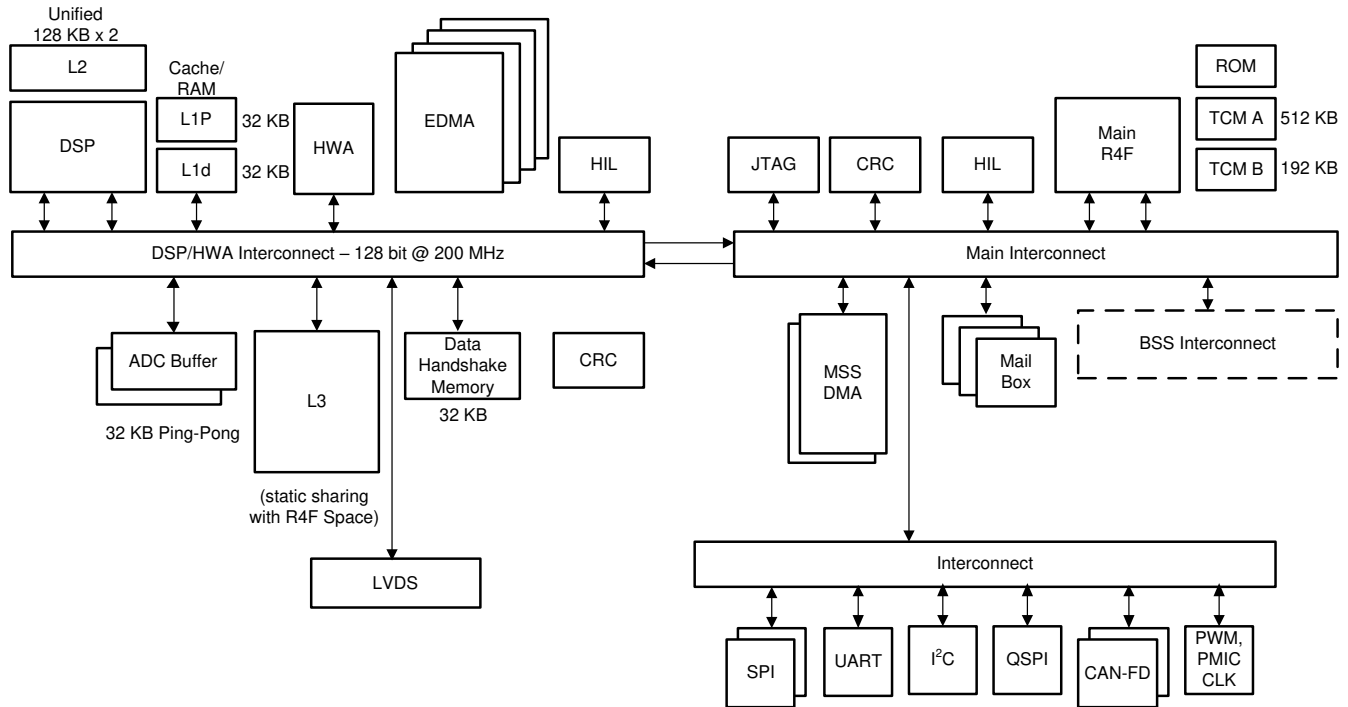 Unified
128 KB x 2
L2
Cache/
RAM
DSP
L1P
32 KB
L1d
32 KB
HWA
EDMA
HIL
JTAG
CRC
HIL
Main
R4F
ROM
TCM A
512 KB
TCM B
192 KB
DSP/HWA Interconnect – 128 bit @ 200 MHz
Main Interconnect
ADC Buffer
32 KB Ping-Pong
L3
(static sharing
with R4F Space)
Data
Handshake
Memory
32 KB
CRC
LVDS
MSS
DMA
Mail
Box
BSS Interconnect
Interconnect
SPI
UART
I²C
QSPI
CAN-FD
PWM,
PMIC
CLK